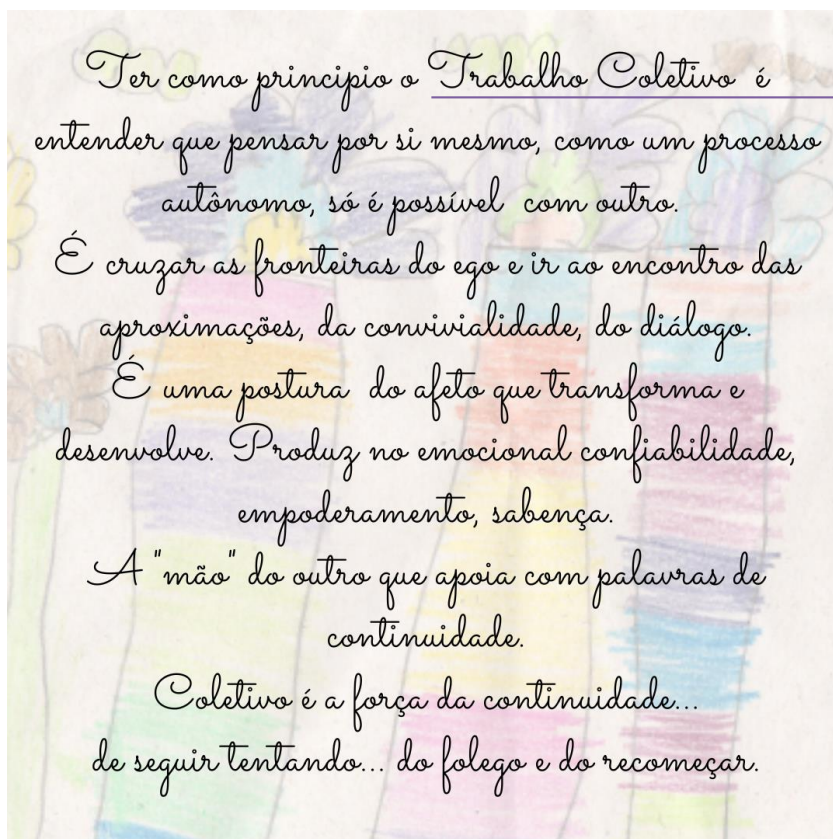 Ter como principio o Trabalho Coletivo é
entender que pensar por si mesmo, como um processo
autônomo, só é possível com outro.
É cruzar as fronteiras do ego e ir ao encontro das
aproximações, da convivialidade, do diálogo.
É uma postura do afeto que transforma e
desenvolve. Produz no emocional confiabilidade,
empoderamento, sabença.
A "mão" do outro que apoia com palavras de
continuidade.
Coletivo é a força da continuidade...
de seguir tentando... do folego e do recomeçar.